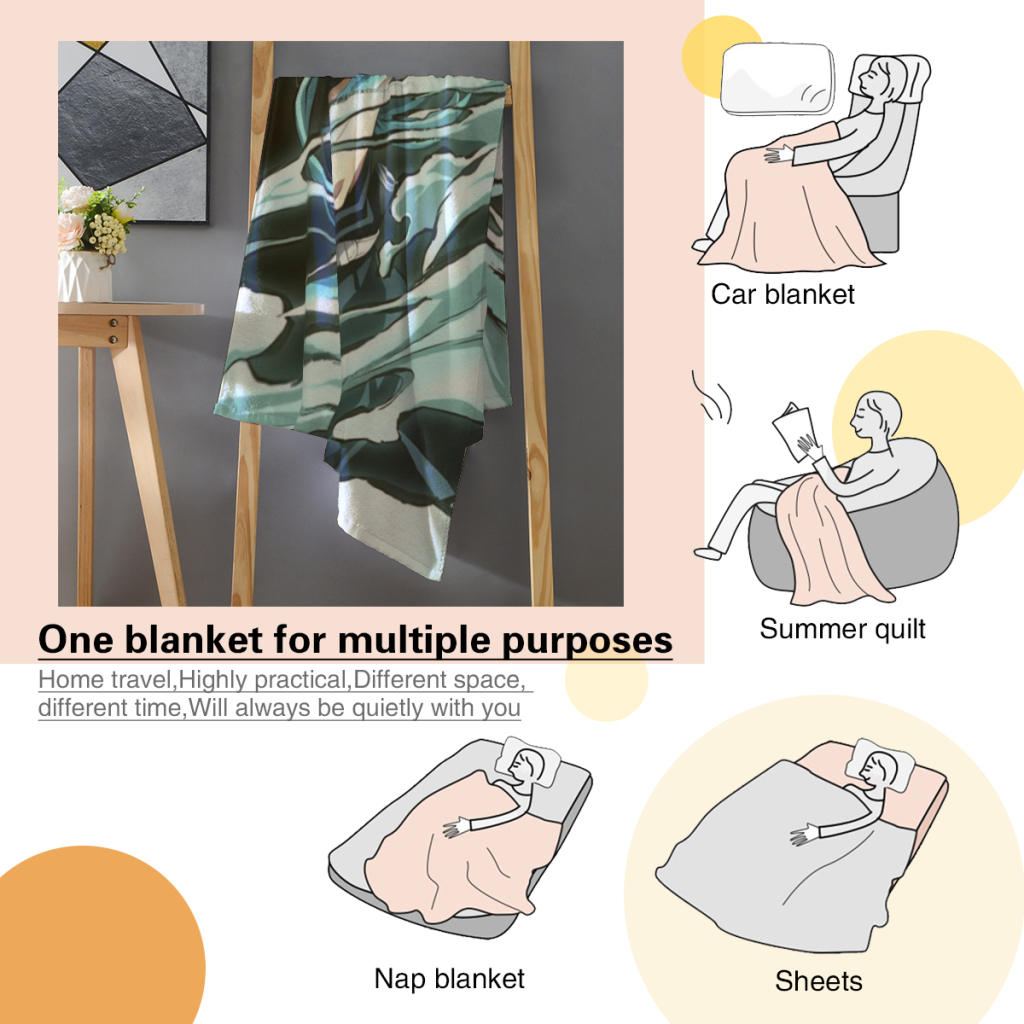 Car blanket
Summer quilt
One blanket for multiple purposes
Home travel,Highly practical,Different space,
different time,Will always be quietly with you
Nap blanket
Sheets